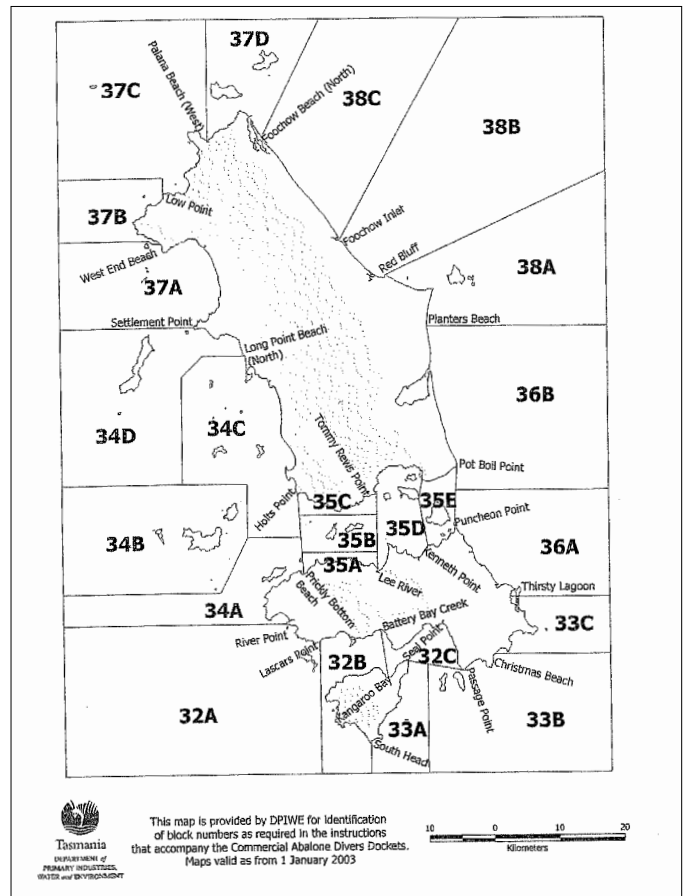 37D
37C
Palana Beach (West)
Foochow Beach (North)
38C
38B
37B
Low Point
Foochow Inlet
West End Beach
Red Bluff
38A
37A
Settlement Point
Planters Beach
Long Point Beach
(North)
36B
34D
34C
Tommy Rews Point
Pot Boil Point
Holts Point
35C
35E
Puncheon Point
35D
34B
35B
36A
35A
Kenneth Point
Lee River
Thirsty Lagoon
Prickly Bottom
Beach
34A
Battery Bay Creek
33C
River Point
Seal Point
Lascars Point
32B
32C
Christmas Beach
Passage Point
Kangaroo Bay
32A
33A
33B
South Head
Tasmania
DEPARTMENT of
PRIMARY INDUSTRIES,
WATER and ENVIRONMENT
This map is provided by DPIWE for identification
of block numbers as required in the instructions
that accompany the Commercial Abalone Divers Dockets.
Maps valid as from 1 January 2003
10 0 10 20
Kilometers